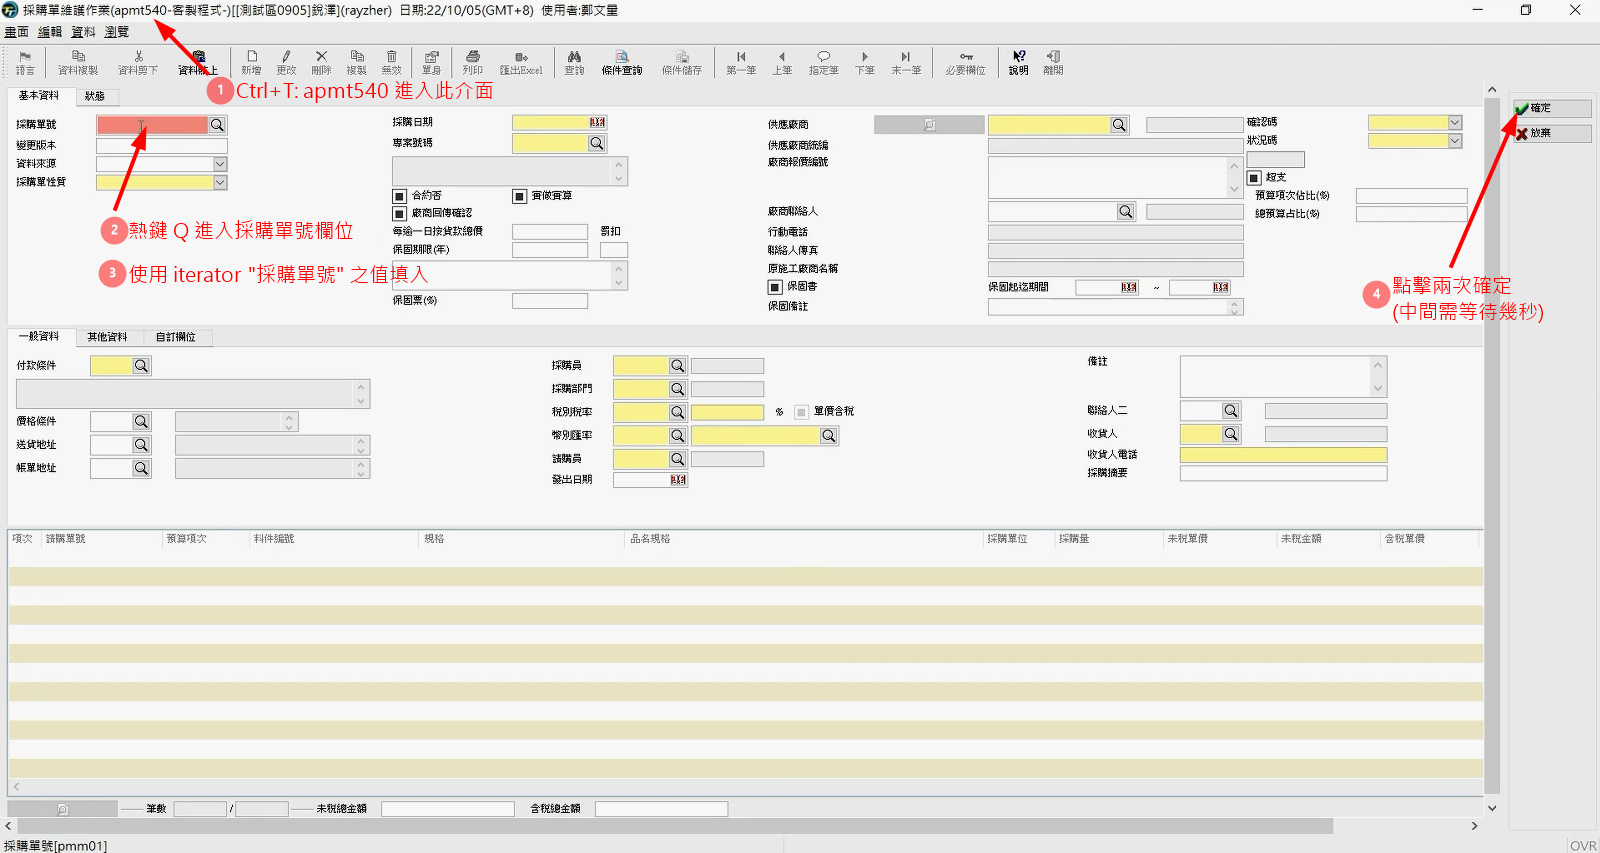 採購單維護作業(apmt540-客製程式-)[[測試區0905]銳澤](rayzher) 日期:22/10/05(GMT+8) 使用者:鄭文量
畫面 編輯 資料 瀏覽
語言 資料複製 資料剪下 資料貼上 新增 更改 刪除 複製 無效 單身 列印 匯出Excel 查詢 條件查詢 條件儲存 第一筆 上筆 指定筆 下筆 末一筆 必要欄位 說明 離開
1 Ctrl+T: apmt540 進入此介面
基本資料 狀態
採購單號
變更版本
資料來源
採購單性質
2 熱鍵 Q 進入採購單號欄位
3 使用 iterator "採購單號" 之值填入
採購日期
專案號碼
合約否 實做實算
廠商回傳確認
每逾一日按貨款總價 罰扣
保固期限(年)
保固票(%)
供應廠商
供應廠商統編
廠商報價編號
廠商聯絡人
行動電話
聯絡人傳真
原施工廠商名稱
保固書 保固起迄期間 ~
保固備註
確認碼
狀況碼
超支
預算項次佔比(%)
總預算占比(%)
確定
放棄
4 點擊兩次確定
(中間需等待幾秒)
一般資料 其他資料 自訂欄位
付款條件
價格條件
送貨地址
帳單地址
採購員
採購部門
稅別稅率 % 單價含稅
幣別匯率
請購員
發出日期
備註
聯絡人二
收貨人
收貨人電話
採購摘要
項次 請購單號 預算項次 料件編號 規格 品名規格 採購單位 採購量 未稅單價 未稅金額 含稅單價
筆數 / 未稅總金額 含稅總金額
採購單號[pmm01] OVR